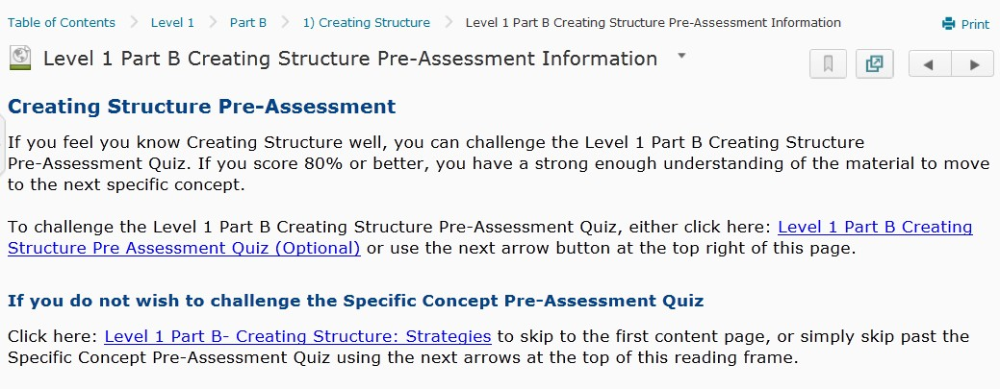 Table of Contents Level 1 Part B 1) Creating Structure Level 1 Part B Creating Structure Pre-Assessment Information Print
Level 1 Part B Creating Structure Pre-Assessment Information
Creating Structure Pre-Assessment
If you feel you know Creating Structure well, you can challenge the Level 1 Part B Creating Structure
Pre-Assessment Quiz. If you score 80% or better, you have a strong enough understanding of the material to move
to the next specific concept.
To challenge the Level 1 Part B Creating Structure Pre-Assessment Quiz, either click here: Level 1 Part B Creating
Structure Pre Assessment Quiz (Optional) or use the next arrow button at the top right of this page.
If you do not wish to challenge the Specific Concept Pre-Assessment Quiz
Click here: Level 1 Part B- Creating Structure: Strategies to skip to the first content page, or simply skip past the
Specific Concept Pre-Assessment Quiz using the next arrows at the top of this reading frame.